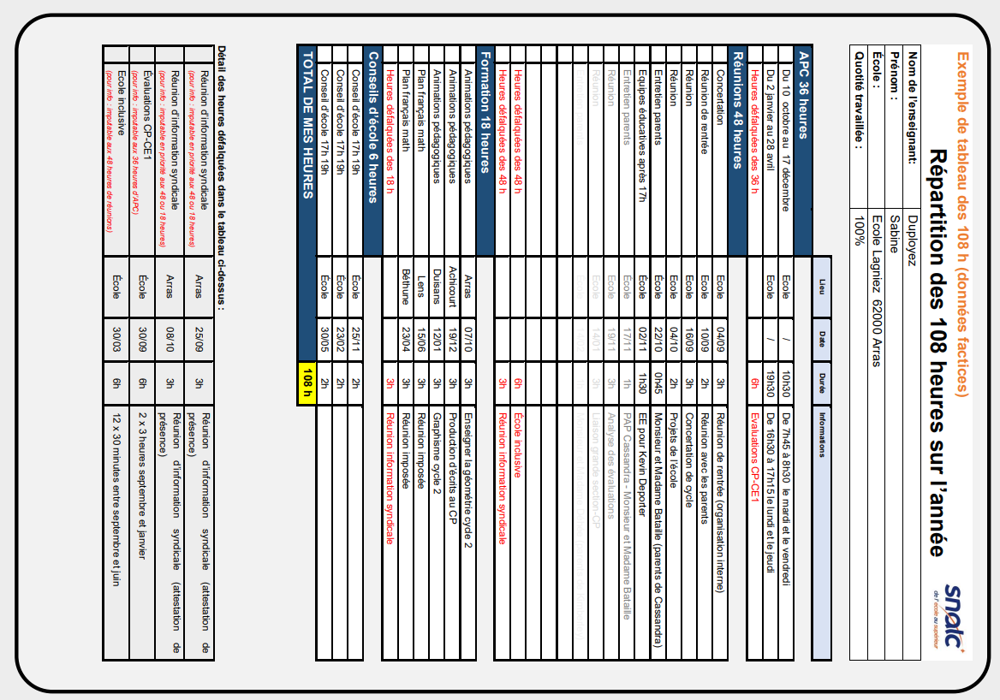 Exemple de tableau des 108 h (données factices)
Répartition des 108 heures sur l'année
snalc
de l'école au supérieur
Nom de l'enseignant: Duployez
Prénom : Sabine
École : Ecole Lagniez 62000 Arras
Quotité travaillées : 100%
Lieu Date Durée Informations
APC 36 heures
Du 10 octobre au 17 décembre Ecole / 10h30 De 7h45 à 8h30 le mardi et le vendredi
Du 2 janvier au 28 avril Ecole / 19h30 De 16h30 à 17h15 le lundi et le jeudi
Heures défalquées des 36 h 6h Evaluations CP-CE1
Réunions 48 heures
Concertation École 04/09 3h Réunion de rentrée (organisation interne)
Réunion de rentrée École 10/09 2h Réunion avec les parents
Réunion École 16/09 3h Concertation de cycle
Réunion École 04/10 2h Projets de l'école
Entretien parents École 22/10 0h45 Monsieur et Madame Bataille (parents de Cassandra)
Equipes éducatives après 17h École 02/11 1h30 EE pour Kevin Deporter
Entretien parents École 17/11 1h PAP Cassandra - Monsieur et Madame Bataille
Réunion École 19/11 3h Analyse des évaluations
Réunion École 14/01 3h Liaison grande section-CP
Entretien parents École 1h Monsieur et Madame
Heures défalquées des 48 h 6h École inclusive
Heures défalquées des 48 h 3h Réunion information syndicale
Formation 18 heures
Animations pédagogiques Arras 07/10 3h Enseigner la géométrie cycle 2
Animations pédagogiques Achicourt 19/12 3h Production d'écrits au CP
Animations pédagogiques Duisans 12/01 3h Graphisme cycle 2
Plan français math Lens 15/06 3h Réunion imposée
Plan français math Béthune 23/04 3h Réunion imposée
Heures défalquées des 18 h 3h Réunion information syndicale
Conseils d'école 6 heures
Conseil d'école 17h 19h École 25/11 2h
Conseil d'école 17h 19h École 23/02 2h
Conseil d'école 17h 19h École 30/05 2h
TOTAL DE MES HEURES 108 h
Détail des heures défalquées dans le tableau ci-dessus :
Réunion d'information syndicale Arras 25/09 3h Réunion d'information syndicale (attestation de
(pour info : imputable en priorité aux 48 ou 18 heures) présence)
Réunion d'information syndicale Arras 08/10 3h Réunion d'information syndicale (attestation de
(pour info : imputable en priorité aux 48 ou 18 heures) présence)
Évaluations CP-CE1 École 30/09 6h 2 x 3 heures septembre et janvier
(pour info : imputable aux 36 heures d'APC)
École inclusive École 30/03 6h 12 x 30 minutes entre septembre et juin
(pour info : imputable aux 48 heures de réunions)